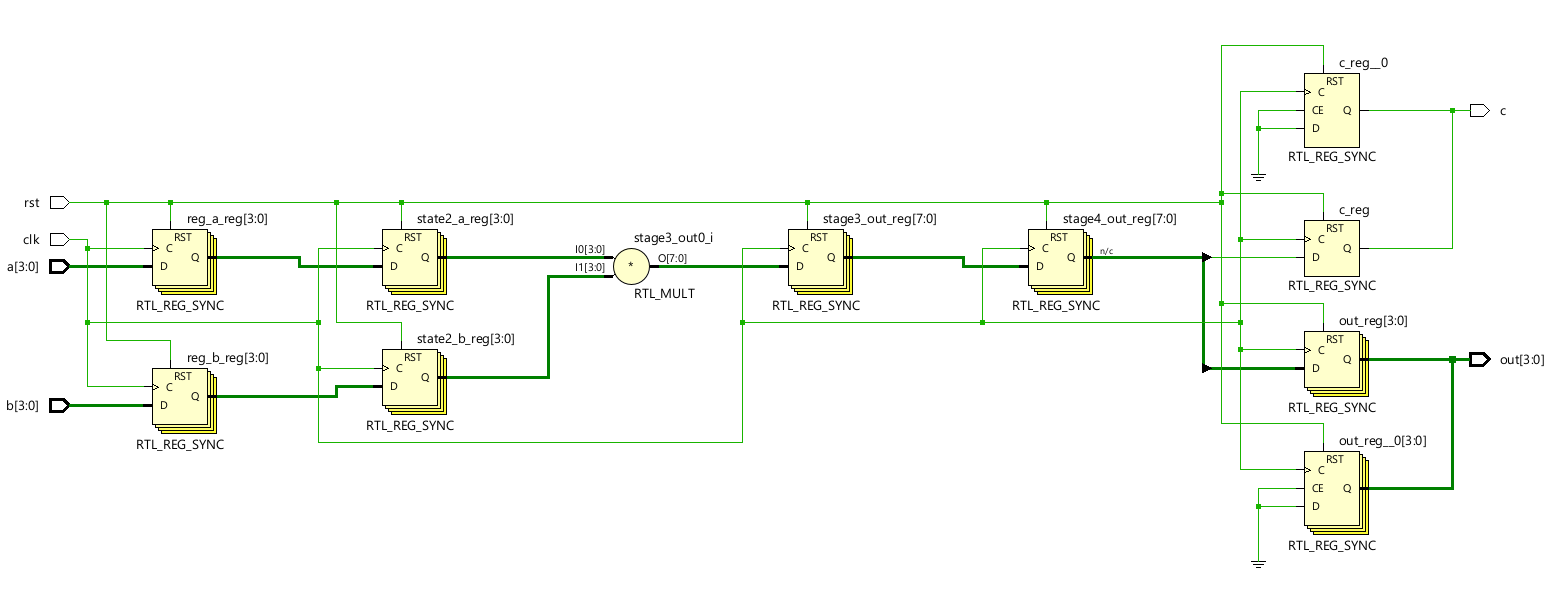 c_reg__0
RST
C
CE
Q
D
RTL_REG_SYNC
c
rst
clk
a[3:0]
b[3:0]
reg_a_reg[3:0]
RST
C
Q
D
RTL_REG_SYNC
reg_b_reg[3:0]
RST
C
Q
D
RTL_REG_SYNC
state2_a_reg[3:0]
RST
C
Q
D
RTL_REG_SYNC
state2_b_reg[3:0]
RST
C
Q
D
RTL_REG_SYNC
stage3_out0_i
I0[3:0]
I1[3:0]
*
O[7:0]
RTL_MULT
stage3_out_reg[7:0]
RST
C
Q
D
RTL_REG_SYNC
stage4_out_reg[7:0]
RST
C
Q
D
n/c
RTL_REG_SYNC
c_reg
RST
C
Q
D
RTL_REG_SYNC
out_reg[3:0]
RST
C
Q
D
RTL_REG_SYNC
out[3:0]
out_reg__0[3:0]
RST
C
CE
Q
D
RTL_REG_SYNC